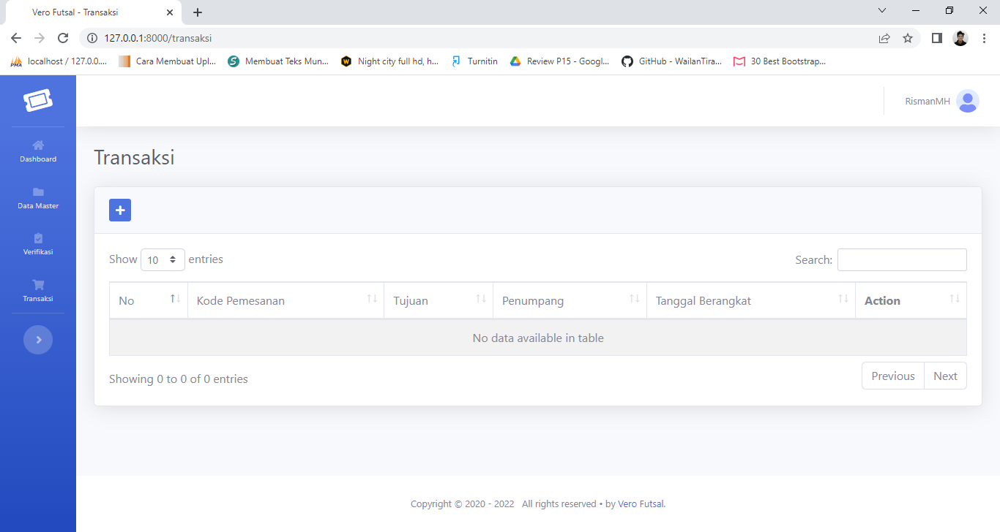 Vero Futsal - Transaksi
127.0.0.1:8000/transaksi
PMA localhost / 127.0.0.... Cara Membuat Upl... S Membuat Teks Mun... W Night city full hd, h... Turnitin Review P15 - Googl... GitHub - WailanTira... 30 Best Bootstrap...
RismanMH
Dashboard
Data Master
Verifikasi
Transaksi
Transaksi
Show 10 entries Search:
No Kode Pemesanan Tujuan Penumpang Tanggal Berangkat Action
No data available in table
Showing 0 to 0 of 0 entries Previous Next
Copyright © 2020 - 2022 All rights reserved • by Vero Futsal.